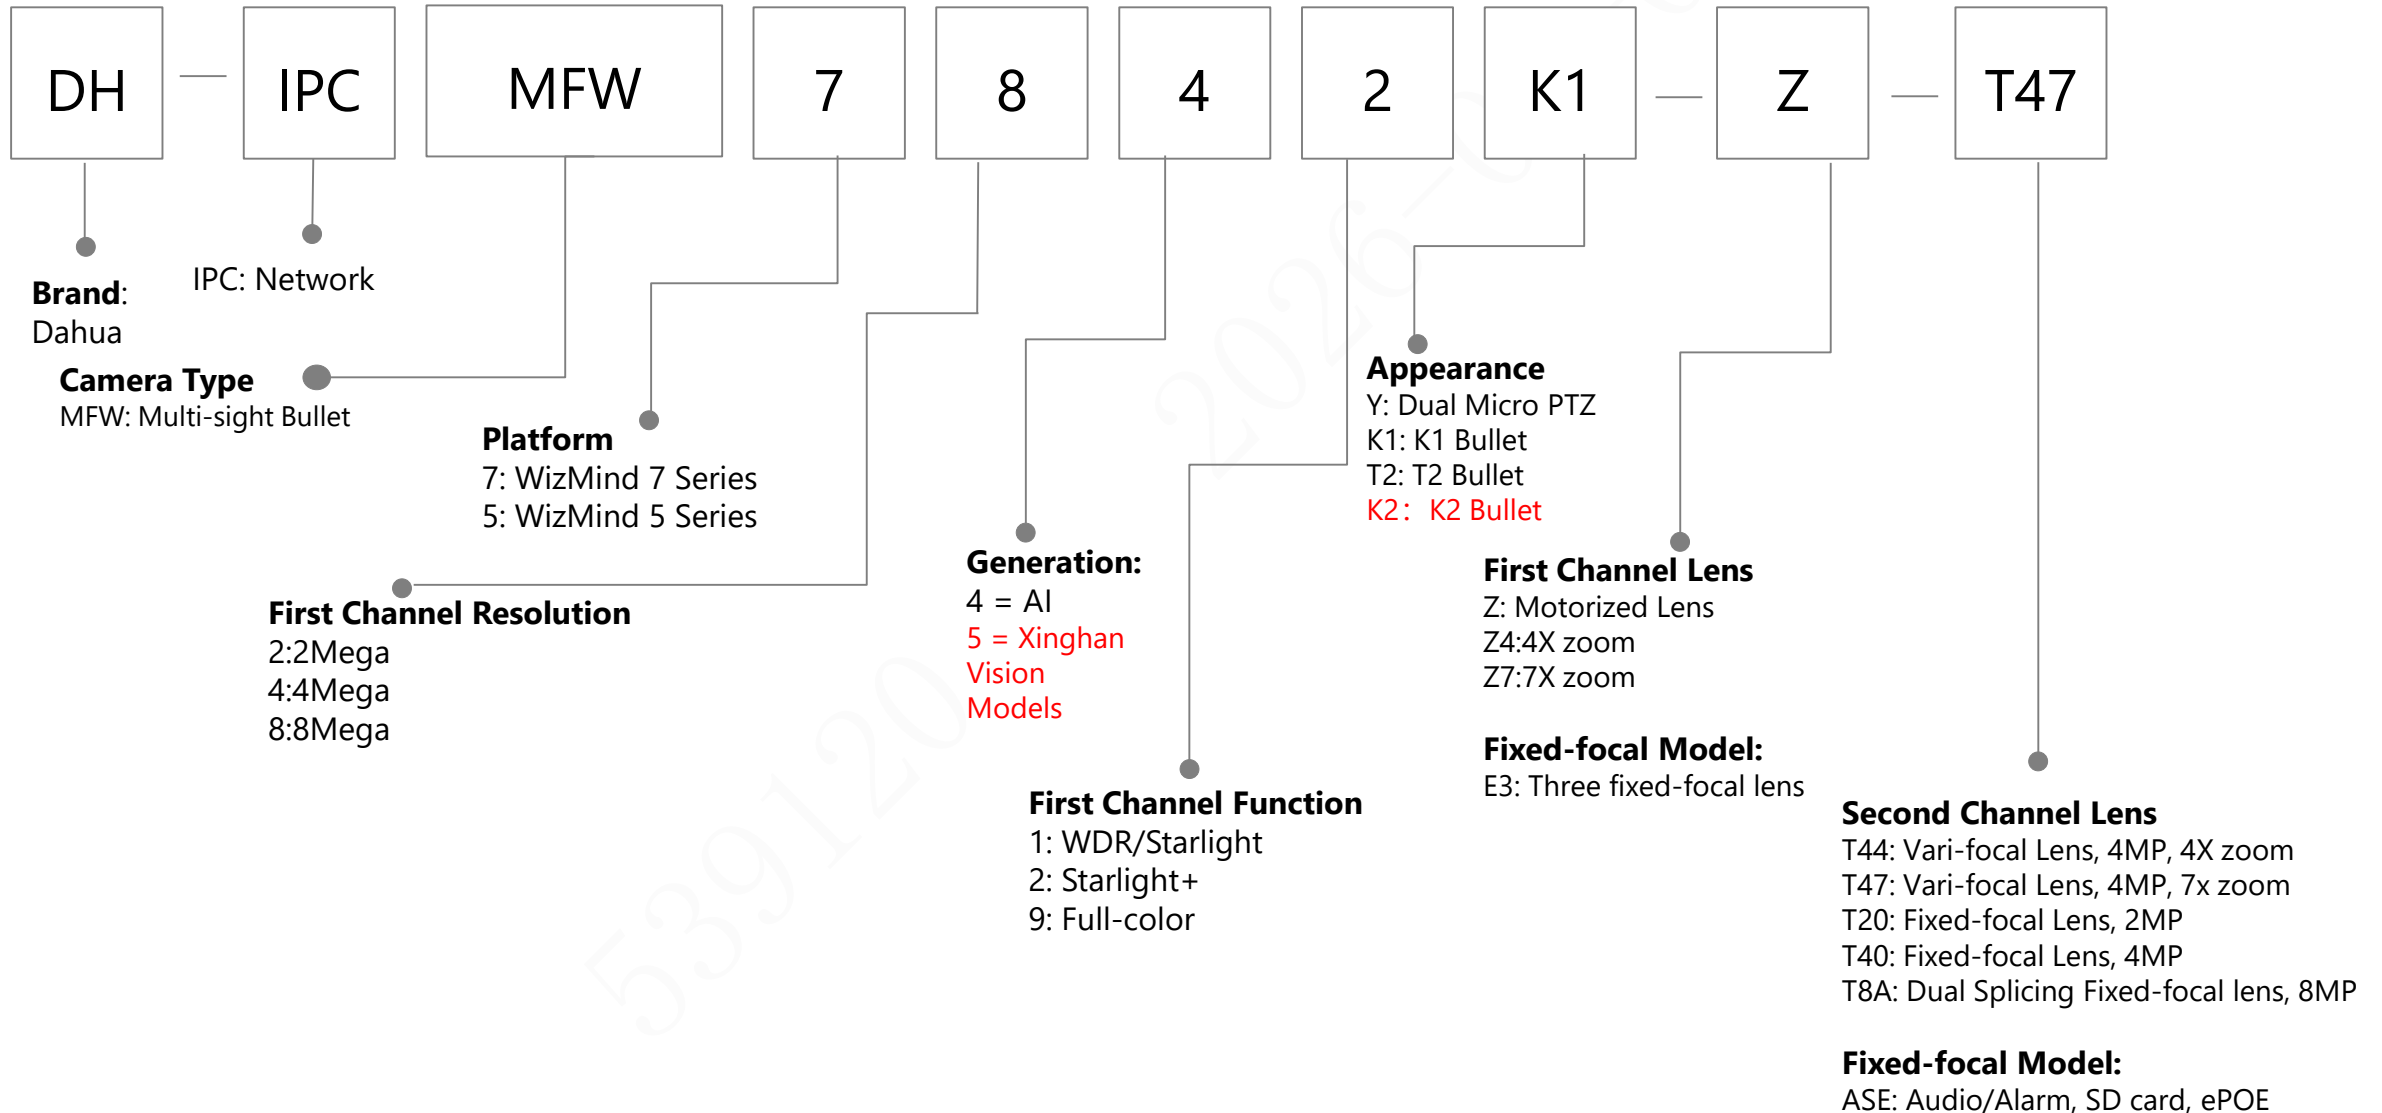 DH — IPC MFW 7 8 4 2 K1 — Z — T47
Brand:
Dahua
IPC: Network
Camera Type
MFW: Multi-sight Bullet
Platform
7: WizMind 7 Series
5: WizMind 5 Series
First Channel Resolution
2:2Mega
4:4Mega
8:8Mega
Generation:
4 = AI
5 = Xinghan
Vision
Models
First Channel Function
1: WDR/Starlight
2: Starlight+
9: Full-color
Appearance
Y: Dual Micro PTZ
K1: K1 Bullet
T2: T2 Bullet
K2： K2 Bullet
First Channel Lens
Z: Motorized Lens
Z4:4X zoom
Z7:7X zoom
Fixed-focal Model:
E3: Three fixed-focal lens
Second Channel Lens
T44: Vari-focal Lens, 4MP, 4X zoom
T47: Vari-focal Lens, 4MP, 7x zoom
T20: Fixed-focal Lens, 2MP
T40: Fixed-focal Lens, 4MP
T8A: Dual Splicing Fixed-focal lens, 8MP
Fixed-focal Model:
ASE: Audio/Alarm, SD card, ePOE
539120